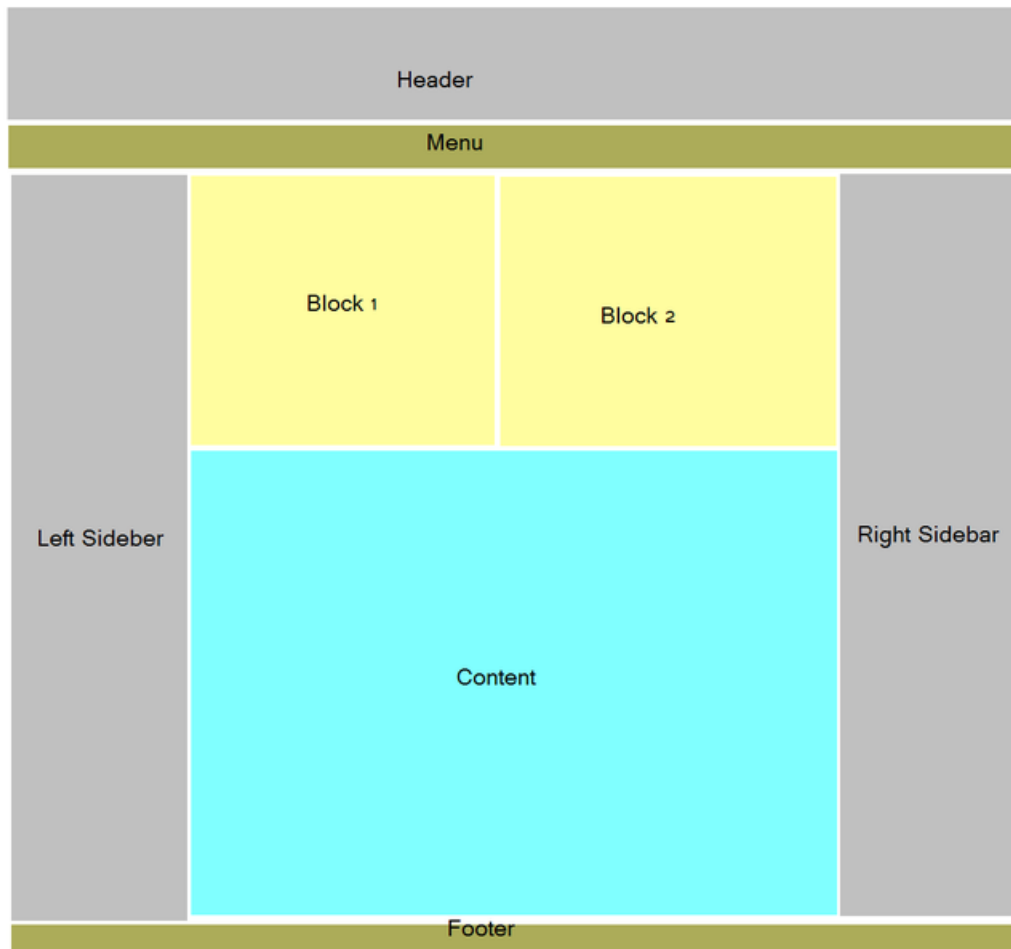 Header
Menu
Block 1
Block 2
Left Sideber
Right Sidebar
Content
Footer